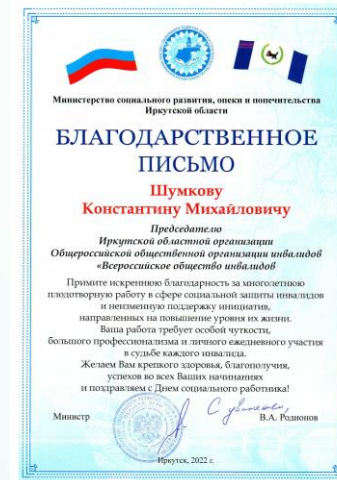 Министерство социального развития, опеки и попечительства
Иркутской области
БЛАГОДАРСТВЕННОЕ
ПИСЬМО
Шумкову
Константину Михайловичу
Председателю
Иркутской областной организации
Общероссийской общественной организации инвалидов
«Всероссийское общество инвалидов
Примите искреннюю благодарность за многолетнюю
плодотворную работу в сфере социальной защиты инвалидов
и неизменную поддержку инициатив,
направленных на повышение уровня их жизни.
Ваша работа требует особой чуткости,
большого профессионализма и личного ежедневного участия
в судьбе каждого инвалида.
Желаем Вам крепкого здоровья, благополучия,
успехов во всех Ваших начинаниях
и поздравляем с Днем социального работника!
С уважением,
Министр В.А. Родионов
Иркутск, 2022 г.